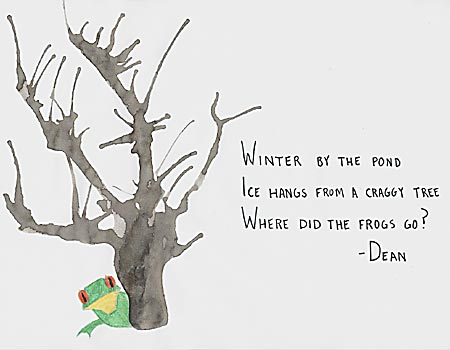 Winter by the pond
Ice hangs from a craggy tree
Where did the frogs go?
-Dean